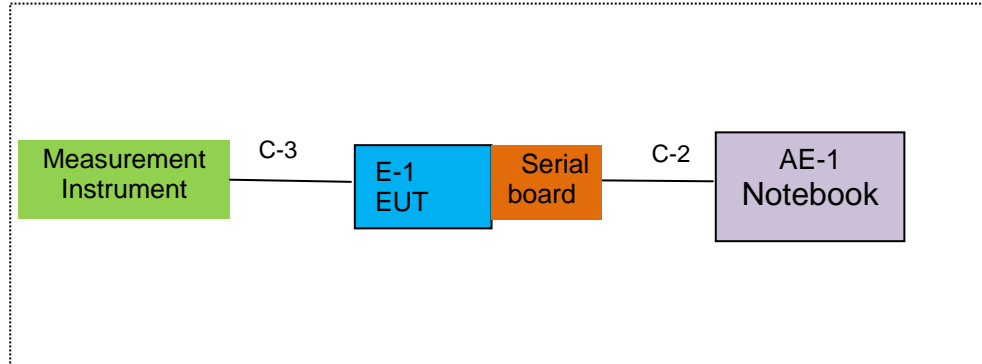 Measurement
Instrument
C-3
E-1
EUT
Serial
board
C-2
AE-1
Notebook